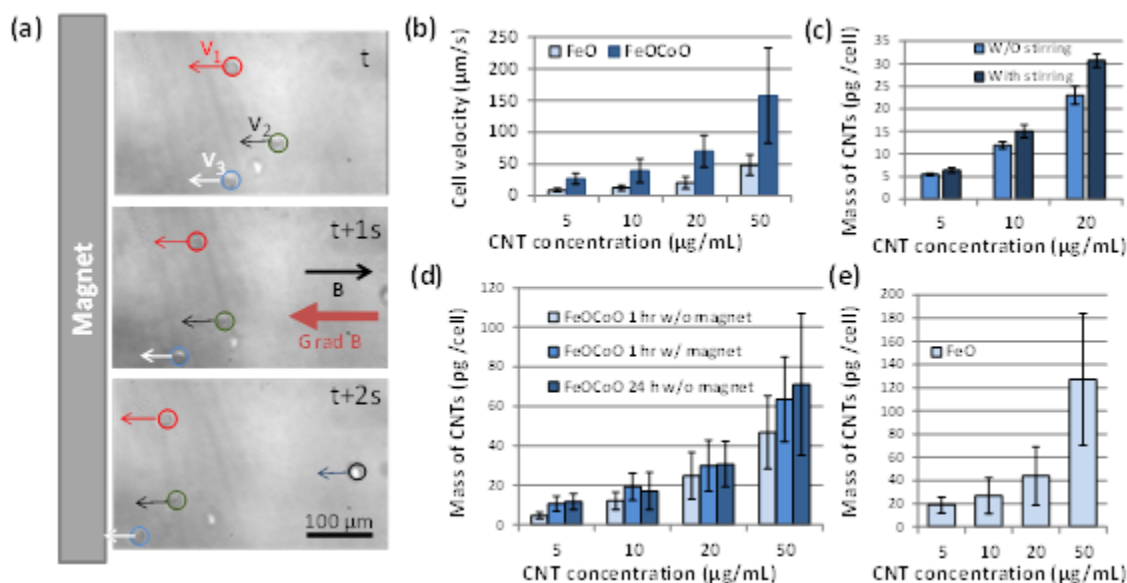 (a)
Magnet
V1
V2
V3
t
t+1s
B
Grad B
t+2s
100 µm
(b)
Cell velocity (µm/s)
250
200
150
100
50
0
FeO
FeOCoO
5 10 20 50
CNT concentration (µg/mL)
(c)
Mass of CNTs (pg /cell)
35
30
25
20
15
10
5
0
W/O stirring
With stirring
5 10 20
CNT concentration (µg/mL)
(d)
Mass of CNTs (pg /cell)
120
100
80
60
40
20
0
FeOCoO 1 hr w/o magnet
FeOCoO 1 hr w/ magnet
FeOCoO 24 h w/o magnet
5 10 20 50
CNT concentration (µg/mL)
(e)
Mass of CNTs (pg /cell)
200
180
160
140
120
100
80
60
40
20
0
FeO
5 10 20 50
CNT concentration (µg/mL)